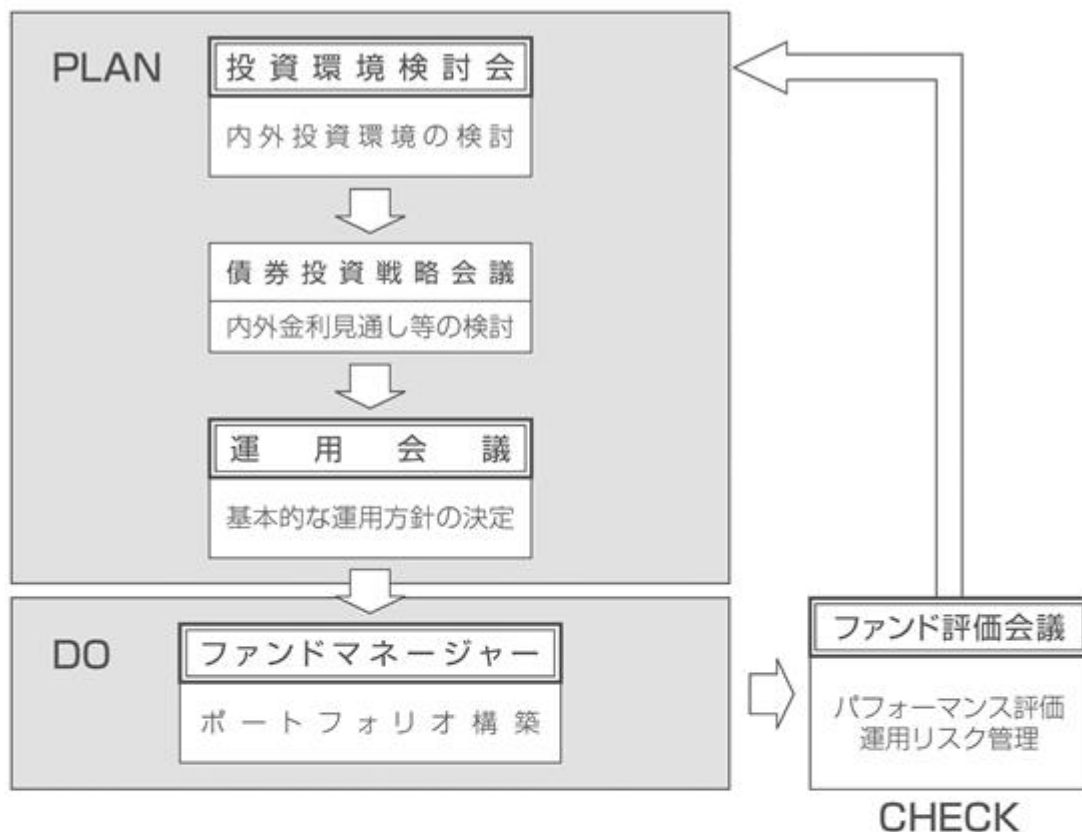 PLAN
投資環境検討会
内外投資環境の検討
債券投資戦略会議
内外金利見通し等の検討
運用会議
基本的な運用方針の決定
DO
ファンドマネージャー
ポートフォリオ構築
ファンド評価会議
パフォーマンス評価
運用リスク管理
CHECK